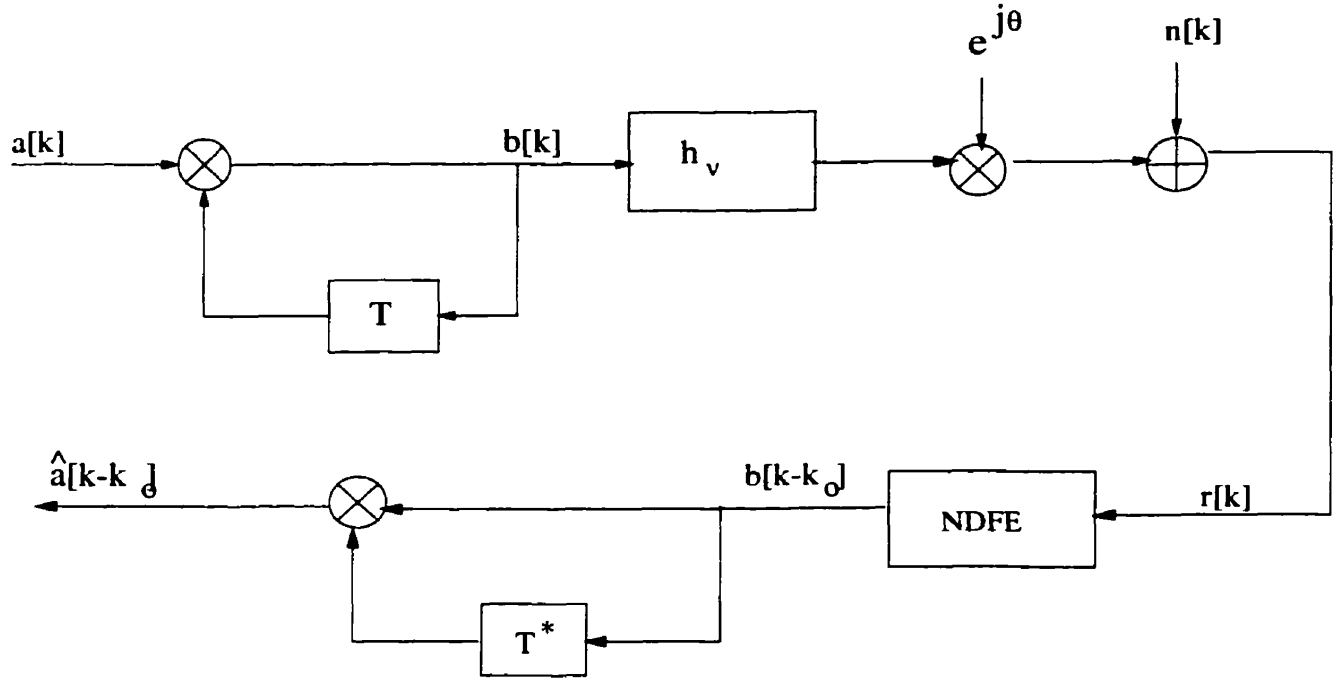 e^{jθ}
n[k]
a[k]
b[k]
h_ν
T
â[k-k_o]
b[k-k_o]
NDFE
r[k]
T*